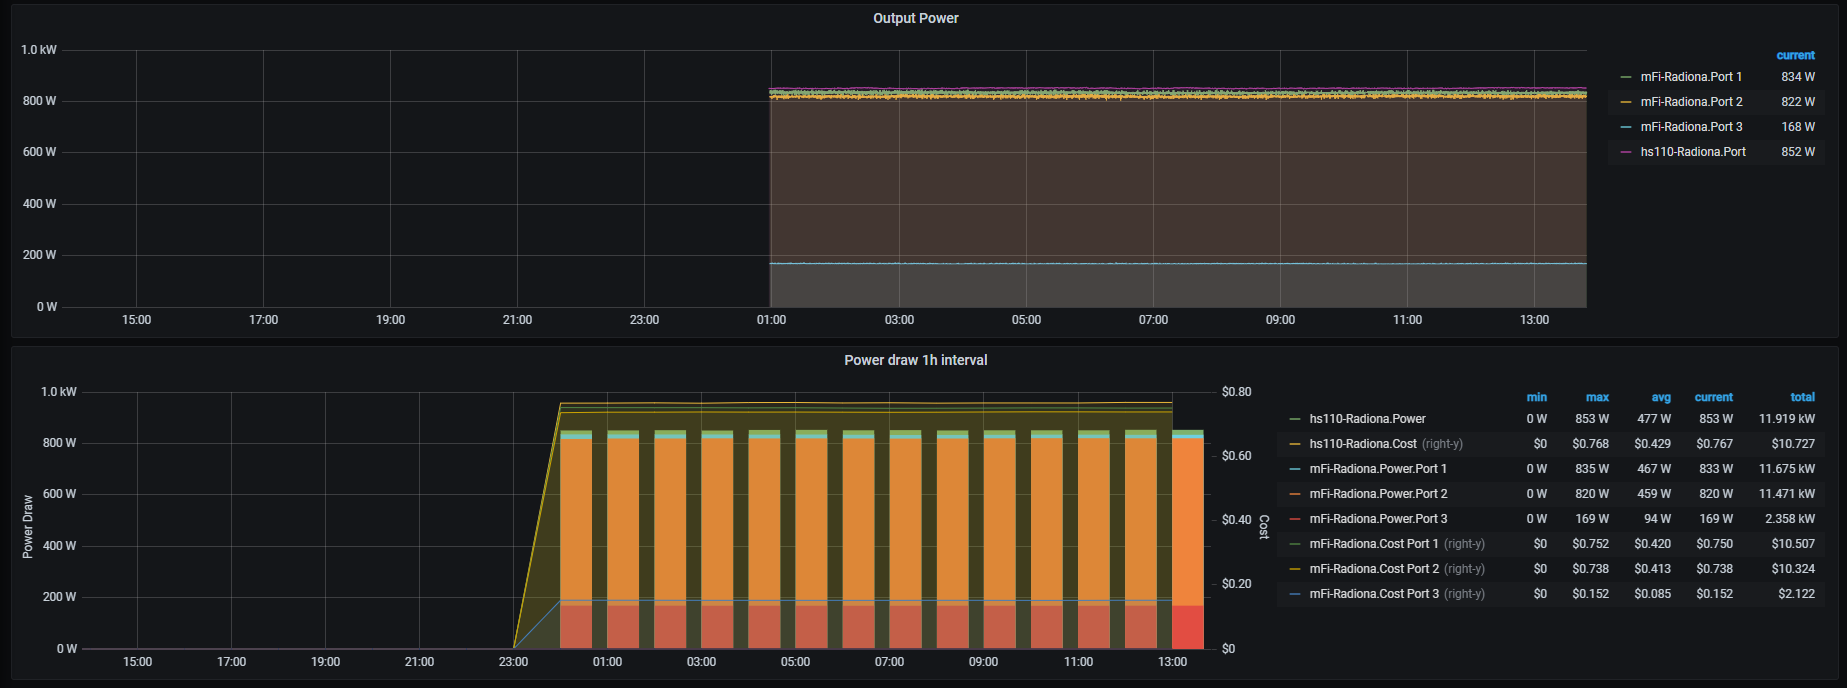 Output Power
1.0 kW
800 W
600 W
400 W
200 W
0 W
15:00 17:00 19:00 21:00 23:00 01:00 03:00 05:00 07:00 09:00 11:00 13:00
current
mFi-Radiona.Port 1 834 W
mFi-Radiona.Port 2 822 W
mFi-Radiona.Port 3 168 W
hs110-Radiona.Port 852 W
Power draw 1h interval
Power Draw
1.0 kW
800 W
600 W
400 W
200 W
0 W
15:00 17:00 19:00 21:00 23:00 01:00 03:00 05:00 07:00 09:00 11:00 13:00
$0.80
$0.60
$0.40
$0.20
$0
Cost
min max avg current total
hs110-Radiona.Power 0 W 853 W 477 W 853 W 11.919 kW
hs110-Radiona.Cost (right-y) $0 $0.768 $0.429 $0.767 $10.727
mFi-Radiona.Power.Port 1 0 W 835 W 467 W 833 W 11.675 kW
mFi-Radiona.Power.Port 2 0 W 820 W 459 W 820 W 11.471 kW
mFi-Radiona.Power.Port 3 0 W 169 W 94 W 169 W 2.358 kW
mFi-Radiona.Cost Port 1 (right-y) $0 $0.752 $0.420 $0.750 $10.507
mFi-Radiona.Cost Port 2 (right-y) $0 $0.738 $0.413 $0.738 $10.324
mFi-Radiona.Cost Port 3 (right-y) $0 $0.152 $0.085 $0.152 $2.122